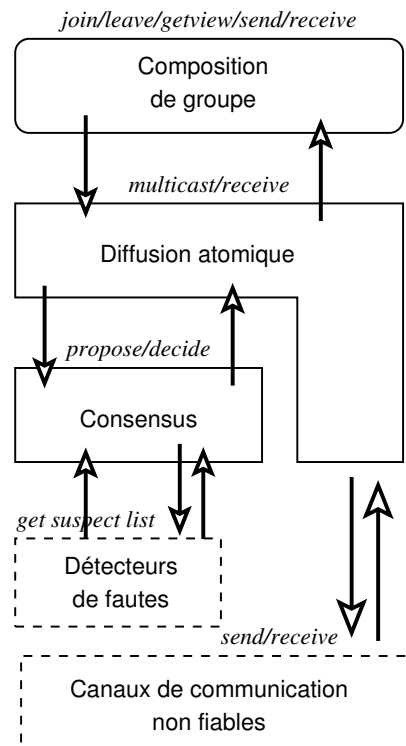 join/leave/getview/send/receive
Composition
de groupe
multicast/receive
Diffusion atomique
propose/decide
Consensus
get suspect list
Détecteurs
de fautes
send/receive
Canaux de communication
non fiables